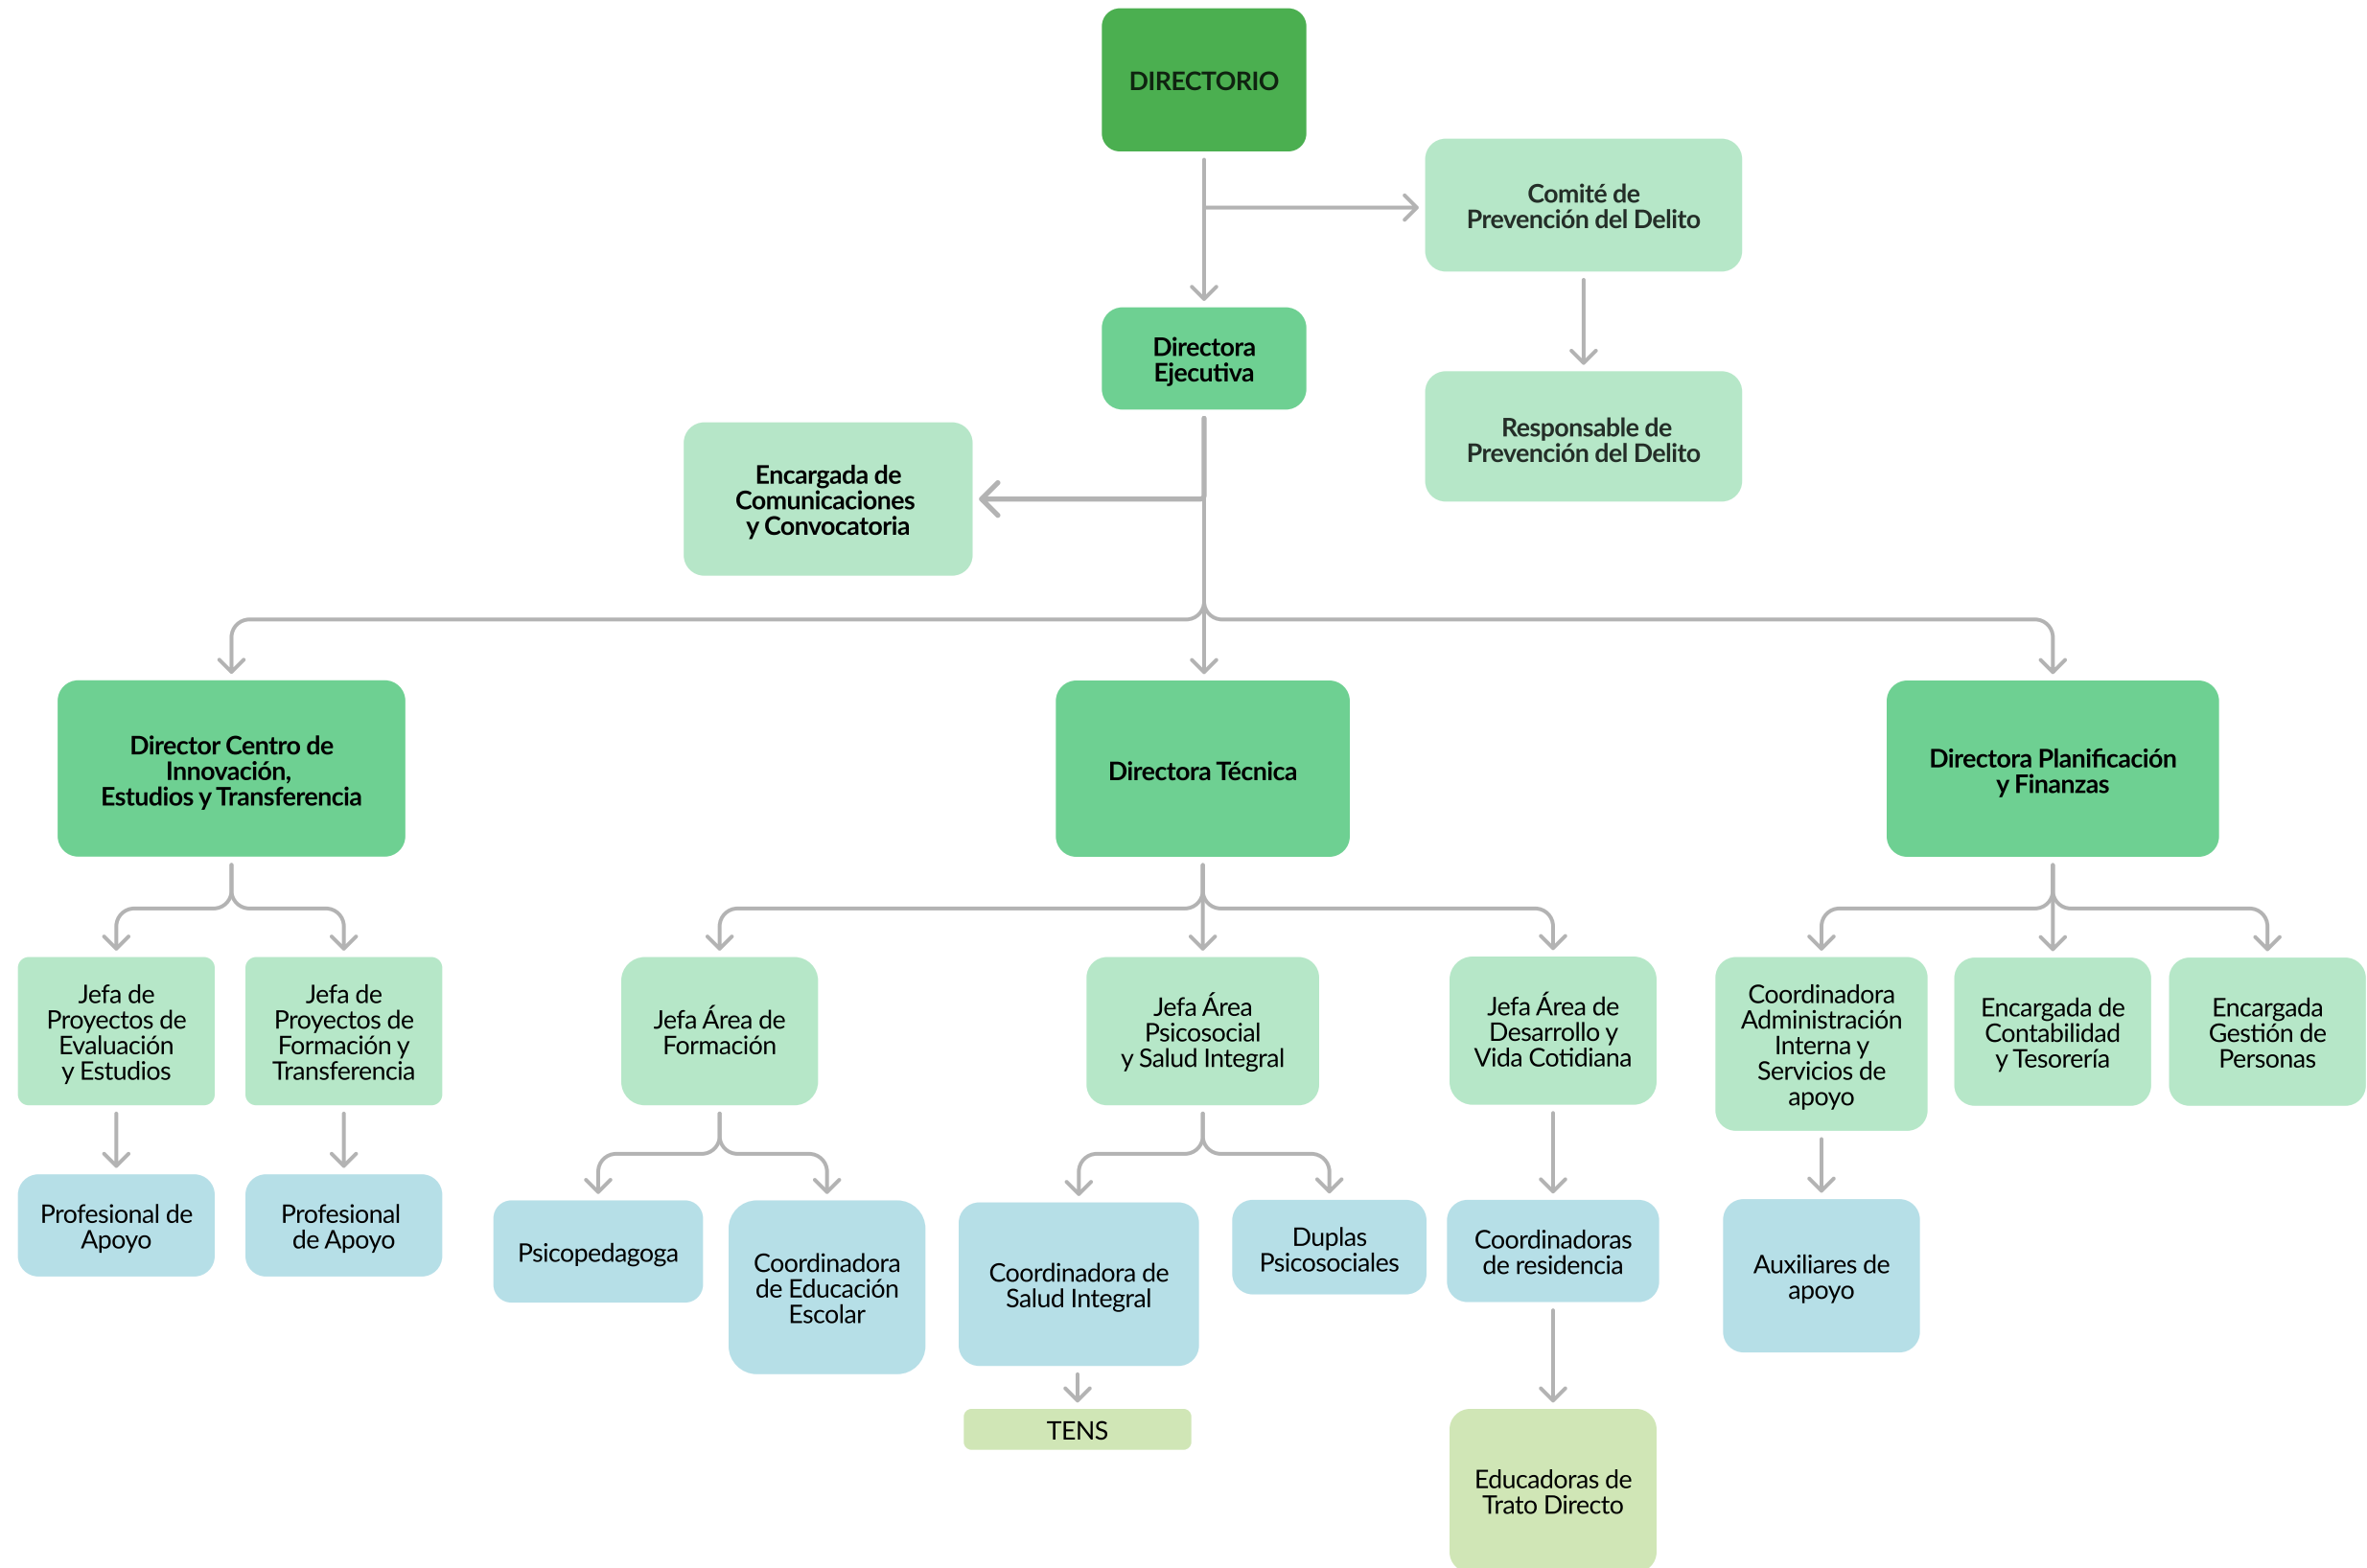 DIRECTORIO
Comité de
Prevención del Delito
Directora
Ejecutiva
Responsable de
Prevención del Delito
Encargada de
Comunicaciones
y Convocatoria
Director Centro de
Innovación,
Estudios y Transferencia
Directora Técnica
Directora Planificación
y Finanzas
Jefa de
Proyectos de
Evaluación
y Estudios
Jefa de
Proyectos de
Formación y
Transferencia
Jefa Área de
Formación
Jefa Área
Psicosocial
y Salud Integral
Jefa Área de
Desarrollo y
Vida Cotidiana
Coordinadora
Administración
Interna y
Servicios de
apoyo
Encargada de
Contabilidad
y Tesorería
Encargada
Gestión de
Personas
Profesional de
Apoyo
Profesional
de Apoyo
Psicopedagoga
Coordinadora
de Educación
Escolar
Coordinadora de
Salud Integral
Duplas
Psicosociales
Coordinadoras
de residencia
Auxiliares de
apoyo
TENS
Educadoras de
Trato Directo